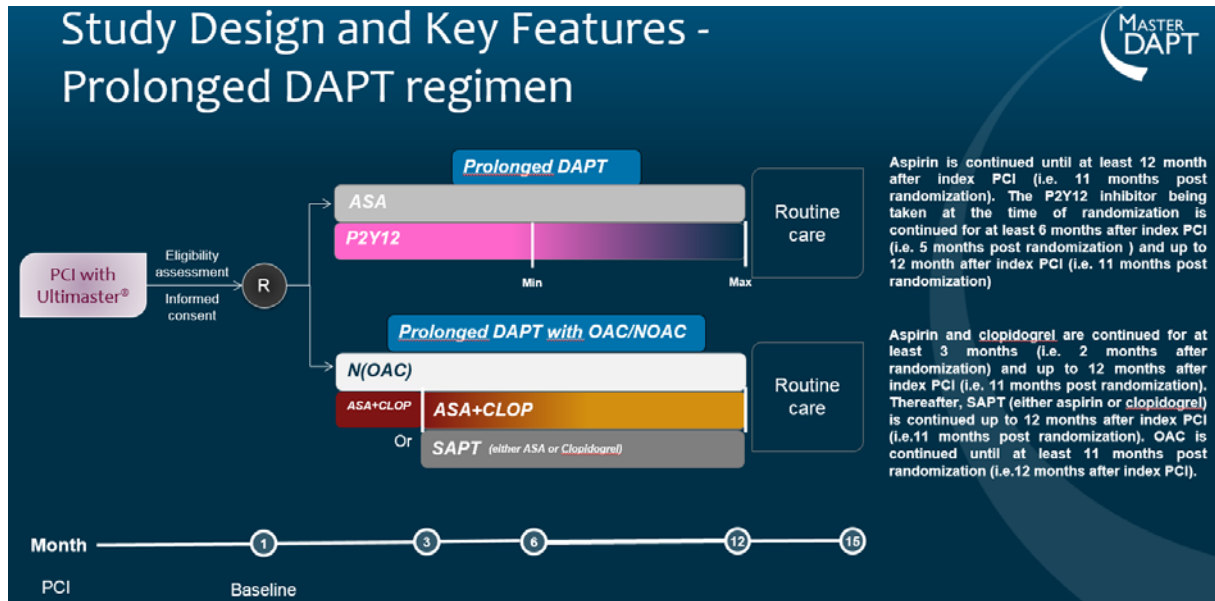 Study Design and Key Features -
Prolonged DAPT regimen
MASTER
DAPT
Prolonged DAPT
ASA
P2Y12
Min
Max
Routine
care
Aspirin is continued until at least 12 month
after index PCI (i.e. 11 months post
randomization). The P2Y12 inhibitor being
taken at the time of randomization is
continued for at least 6 months after index PCI
(i.e. 5 months post randomization ) and up to
12 month after index PCI (i.e. 11 months post
randomization)
PCI with
Ultimaster®
Eligibility
assessment
Informed
consent
R
Prolonged DAPT with OAC/NOAC
N(OAC)
ASA+CLOP
ASA+CLOP
Or
SAPT (either ASA or Clopidogrel)
Routine
care
Aspirin and clopidogrel are continued for at
least 3 months (i.e. 2 months after
randomization) and up to 12 months after
index PCI (i.e. 11 months post randomization).
Thereafter, SAPT (either aspirin or clopidogrel)
is continued up to 12 months after index PCI
(i.e.11 months post randomization). OAC is
continued until at least 11 months post
randomization (i.e.12 months after index PCI).
Month 1 3 6 12 15
PCI Baseline